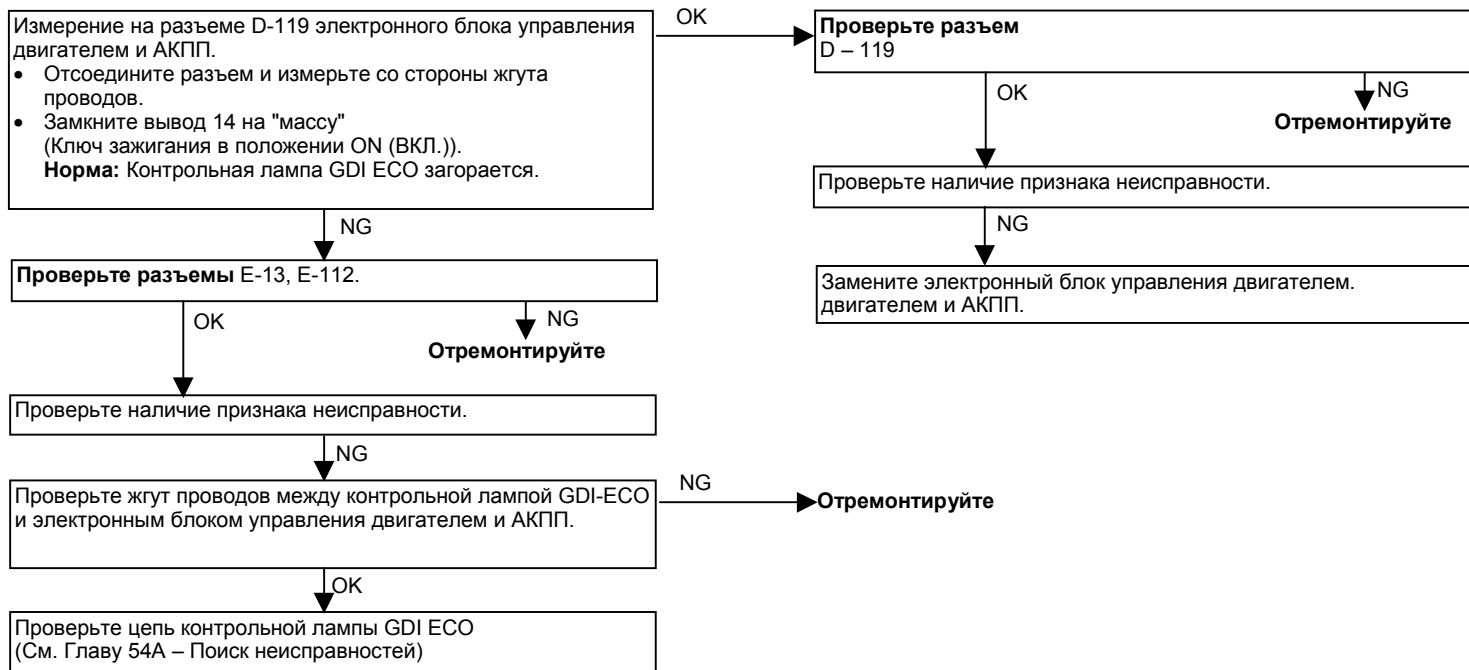 Измерение на разъеме D-119 электронного блока управления
двигателем и АКПП.
• Отсоедините разъем и измерьте со стороны жгута
проводов.
• Замкните вывод 14 на "массу"
(Ключ зажигания в положении ON (ВКЛ.)).
Норма: Контрольная лампа GDI ECO загорается.
OK
Проверьте разъем
D – 119
OK
NG
Отремонтируйте
Проверьте наличие признака неисправности.
NG
Замените электронный блок управления двигателем.
двигателем и АКПП.
NG
Проверьте разъемы E-13, E-112.
OK
NG
Отремонтируйте
Проверьте наличие признака неисправности.
NG
Проверьте жгут проводов между контрольной лампой GDI-ECO
и электронным блоком управления двигателем и АКПП.
NG
Отремонтируйте
OK
Проверьте цепь контрольной лампы GDI ECO
(См. Главу 54A – Поиск неисправностей)